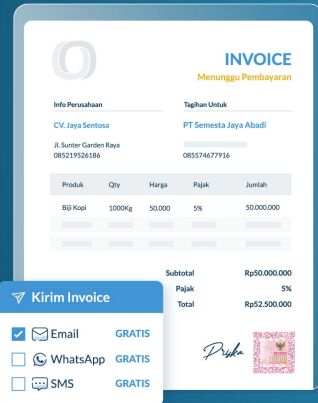 INVOICE
Menunggu Pembayaran
Info Perusahaan
Tagihan Untuk
CV. Jaya Sentosa
PT Semesta Jaya Abadi
Jl. Sunter Garden Raya
085219526186
085574677916
Produk Qty Harga Pajak Jumlah
Biji Kopi 1000Kg 50.000 5% 50.000.000
Subtotal Rp50.000.000
Pajak 5%
Total Rp52.500.000
Kirim Invoice
Email GRATIS
WhatsApp GRATIS
SMS GRATIS